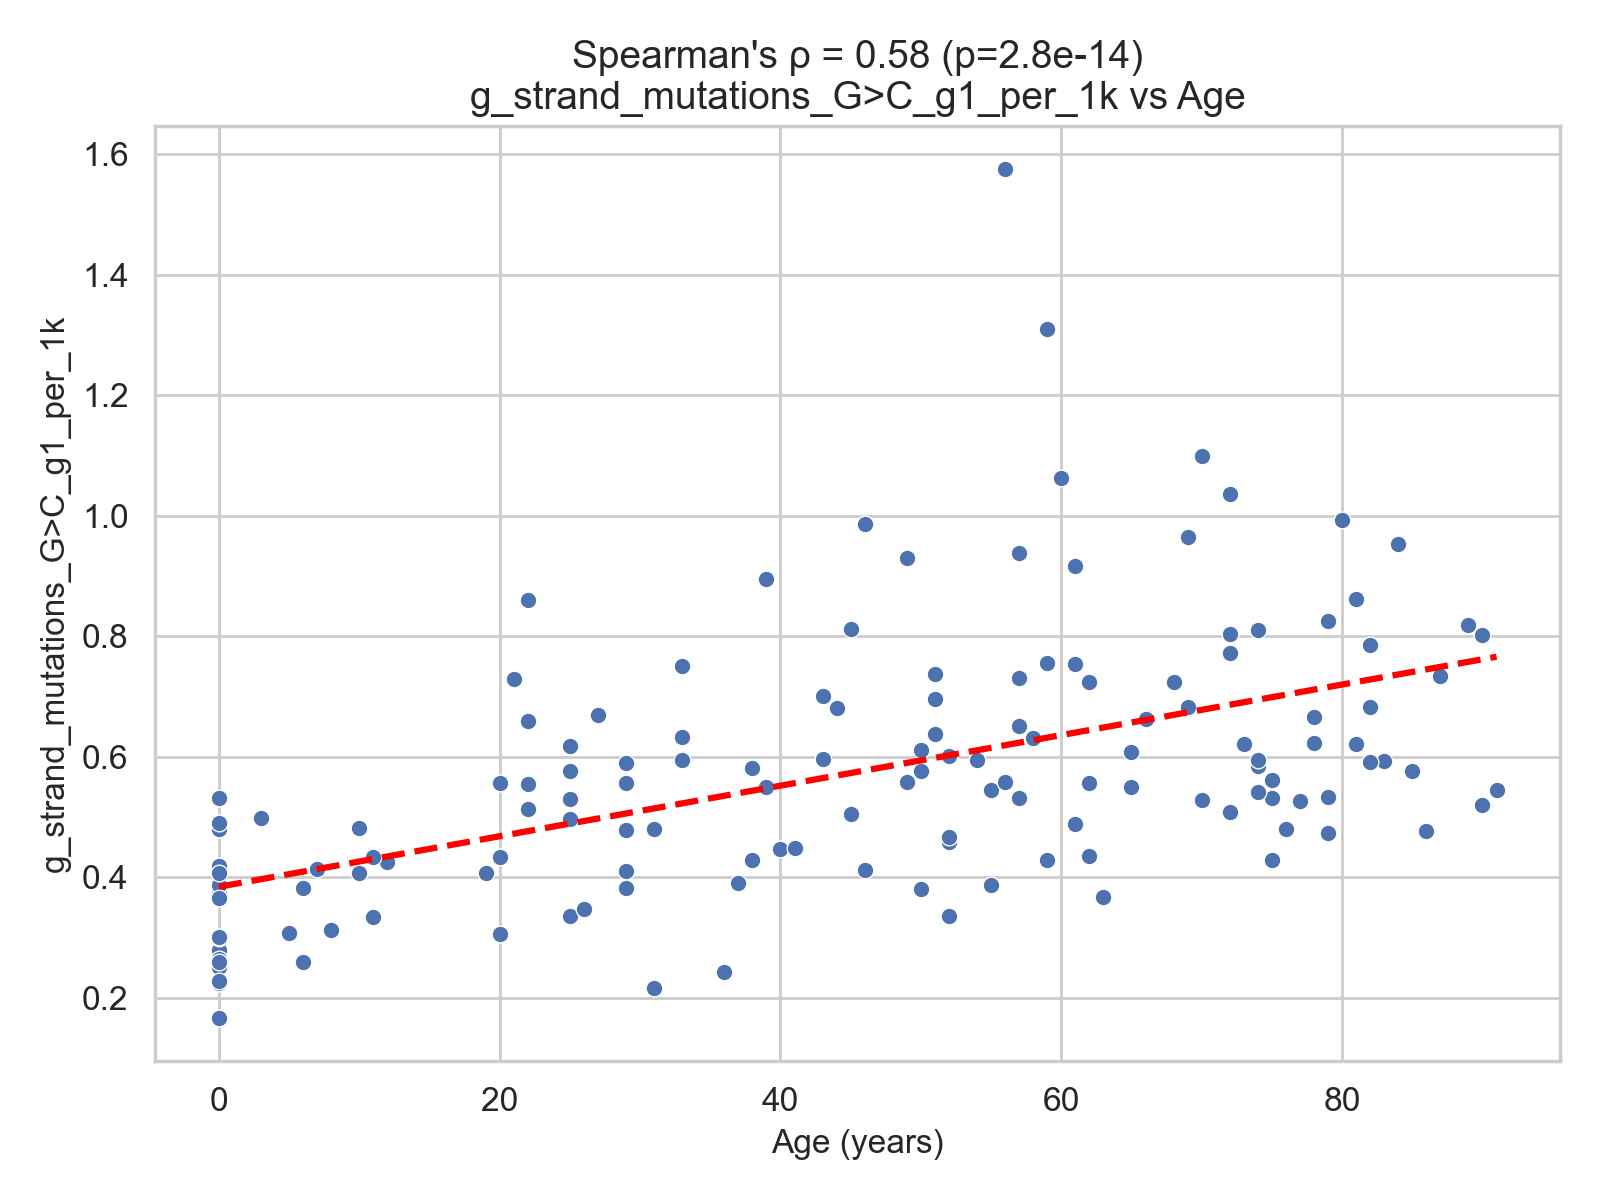 Spearman's ρ = 0.58 (p=2.8e-14)
g_strand_mutations_G>C_g1_per_1k vs Age
g_strand_mutations_G>C_g1_per_1k
1.6
1.4
1.2
1.0
0.8
0.6
0.4
0.2
0 20 40 60 80
Age (years)